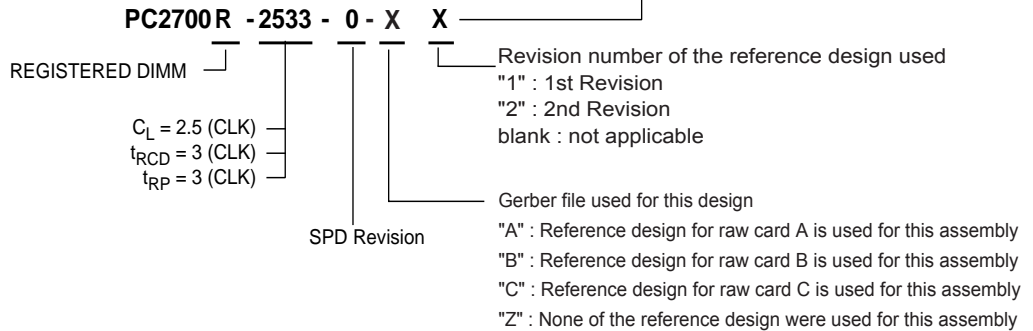 PC2700 R - 2533 - 0 - X X
REGISTERED DIMM
Revision number of the reference design used
"1" : 1st Revision
"2" : 2nd Revision
blank : not applicable
CL = 2.5 (CLK)
tRCD = 3 (CLK)
tRP = 3 (CLK)
SPD Revision
Gerber file used for this design
"A" : Reference design for raw card A is used for this assembly
"B" : Reference design for raw card B is used for this assembly
"C" : Reference design for raw card C is used for this assembly
"Z" : None of the reference design were used for this assembly